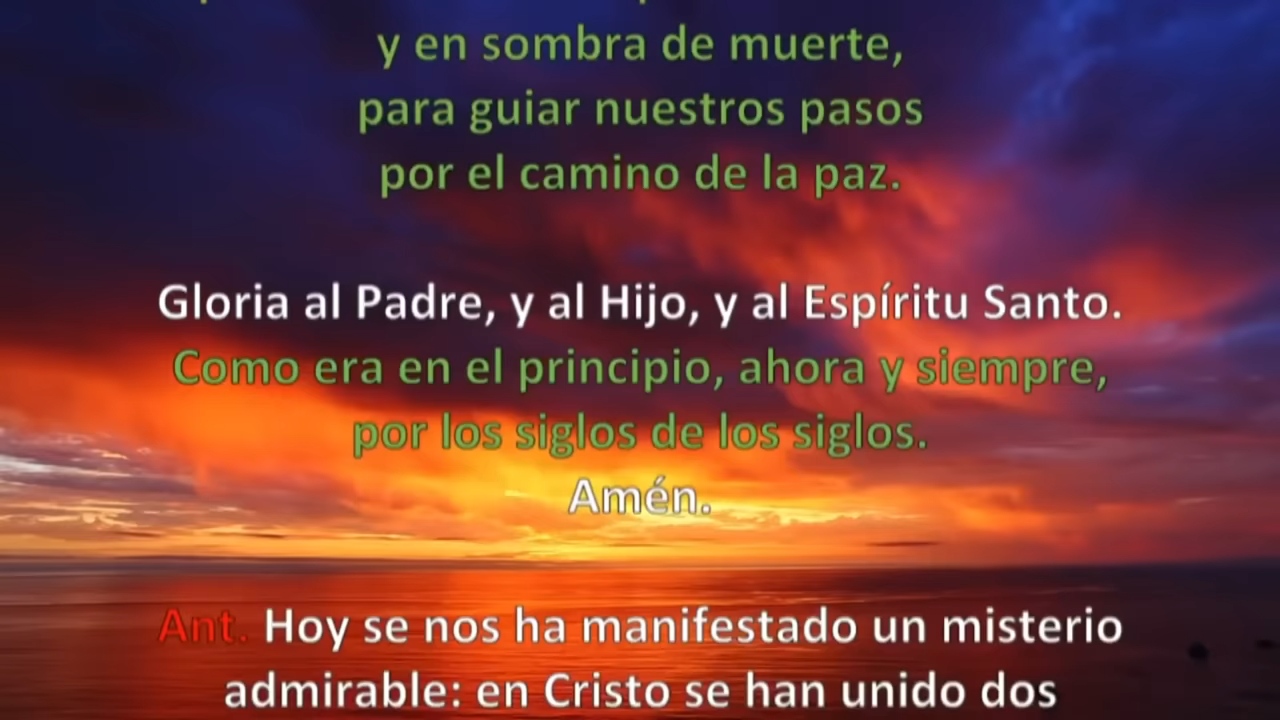 y en sombra de muerte,
para guiar nuestros pasos
por el camino de la paz.
Gloria al Padre, y al Hijo, y al Espíritu Santo.
Como era en el principio, ahora y siempre,
por los siglos de los siglos.
Amén.
Ant. Hoy se nos ha manifestado un misterio
admirable: en Cristo se han unido dos